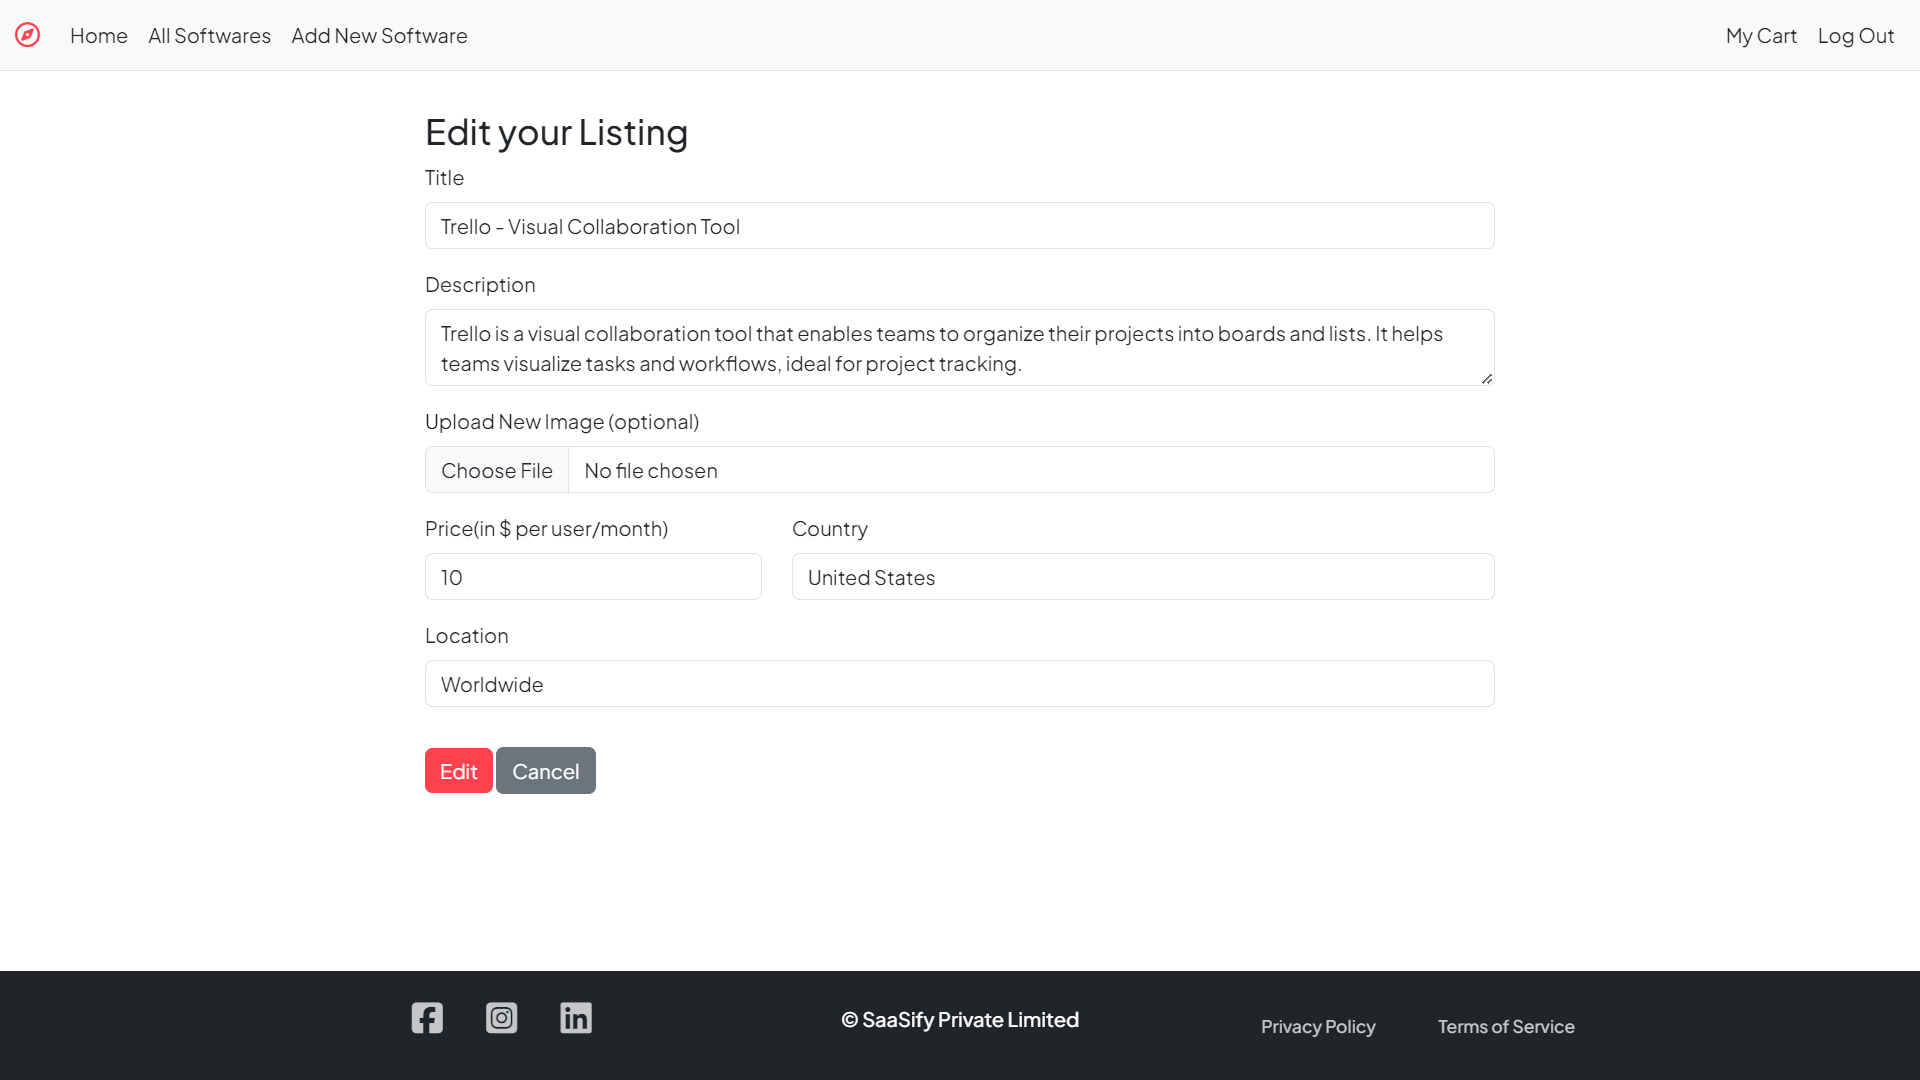 Home All Softwares Add New Software My Cart Log Out
Edit your Listing
Title
Trello - Visual Collaboration Tool
Description
Trello is a visual collaboration tool that enables teams to organize their projects into boards and lists. It helps
teams visualize tasks and workflows, ideal for project tracking.
Upload New Image (optional)
Choose File No file chosen
Price(in $ per user/month) Country
10 United States
Location
Worldwide
Edit Cancel
© SaaSify Private Limited Privacy Policy Terms of Service